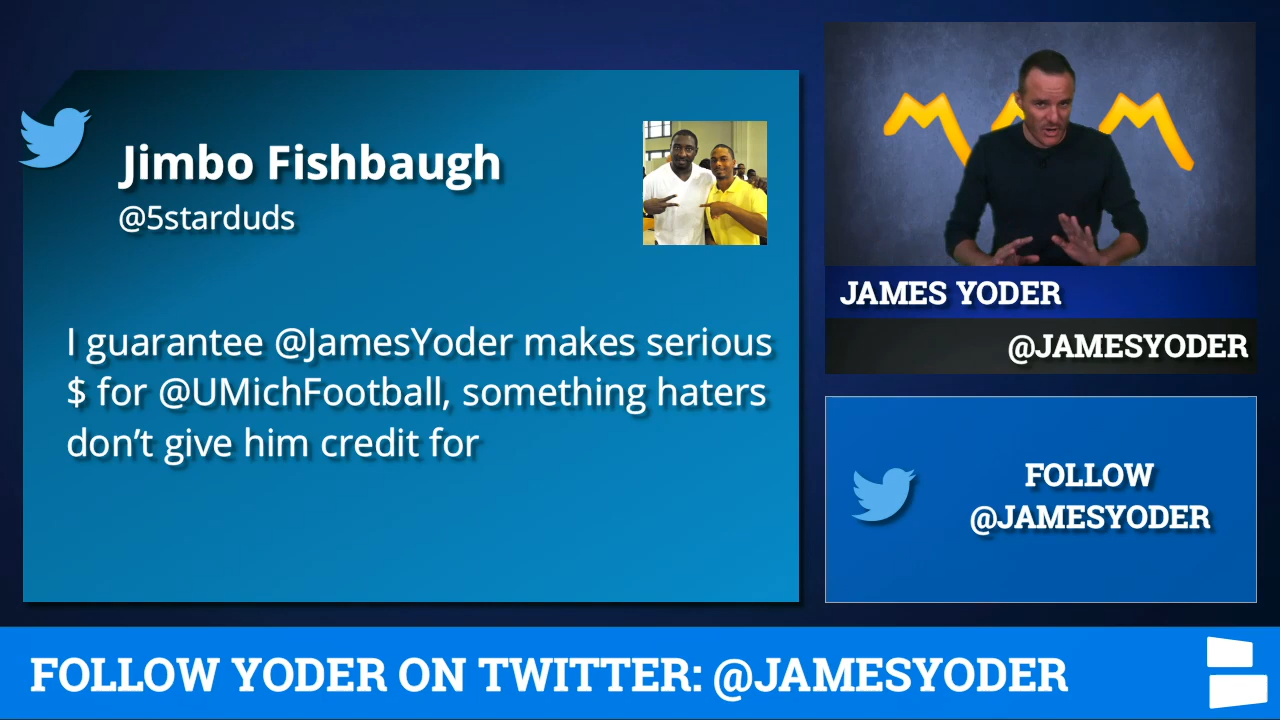 Jimbo Fishbaugh
@5starduds
I guarantee @JamesYoder makes serious
$ for @UMichFootball, something haters
don’t give him credit for
JAMES YODER
@JAMESYODER
FOLLOW
@JAMESYODER
FOLLOW YODER ON TWITTER: @JAMESYODER